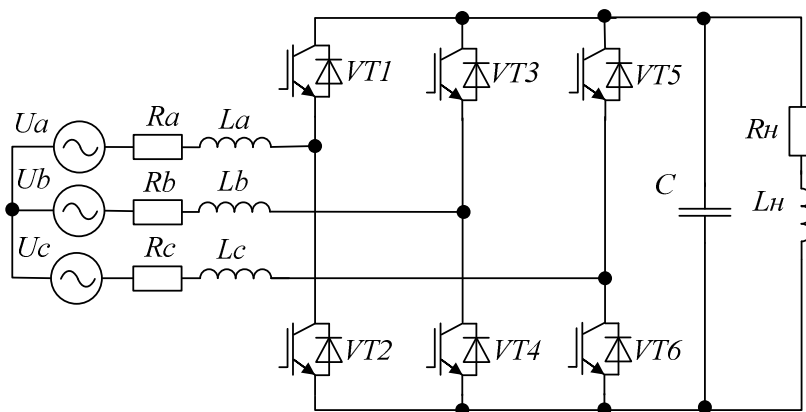 VT1
VT3
VT5
Ua
Ra
La
Ub
Rb
Lb
Uc
Rc
Lc
C
Rн
Lн
VT2
VT4
VT6